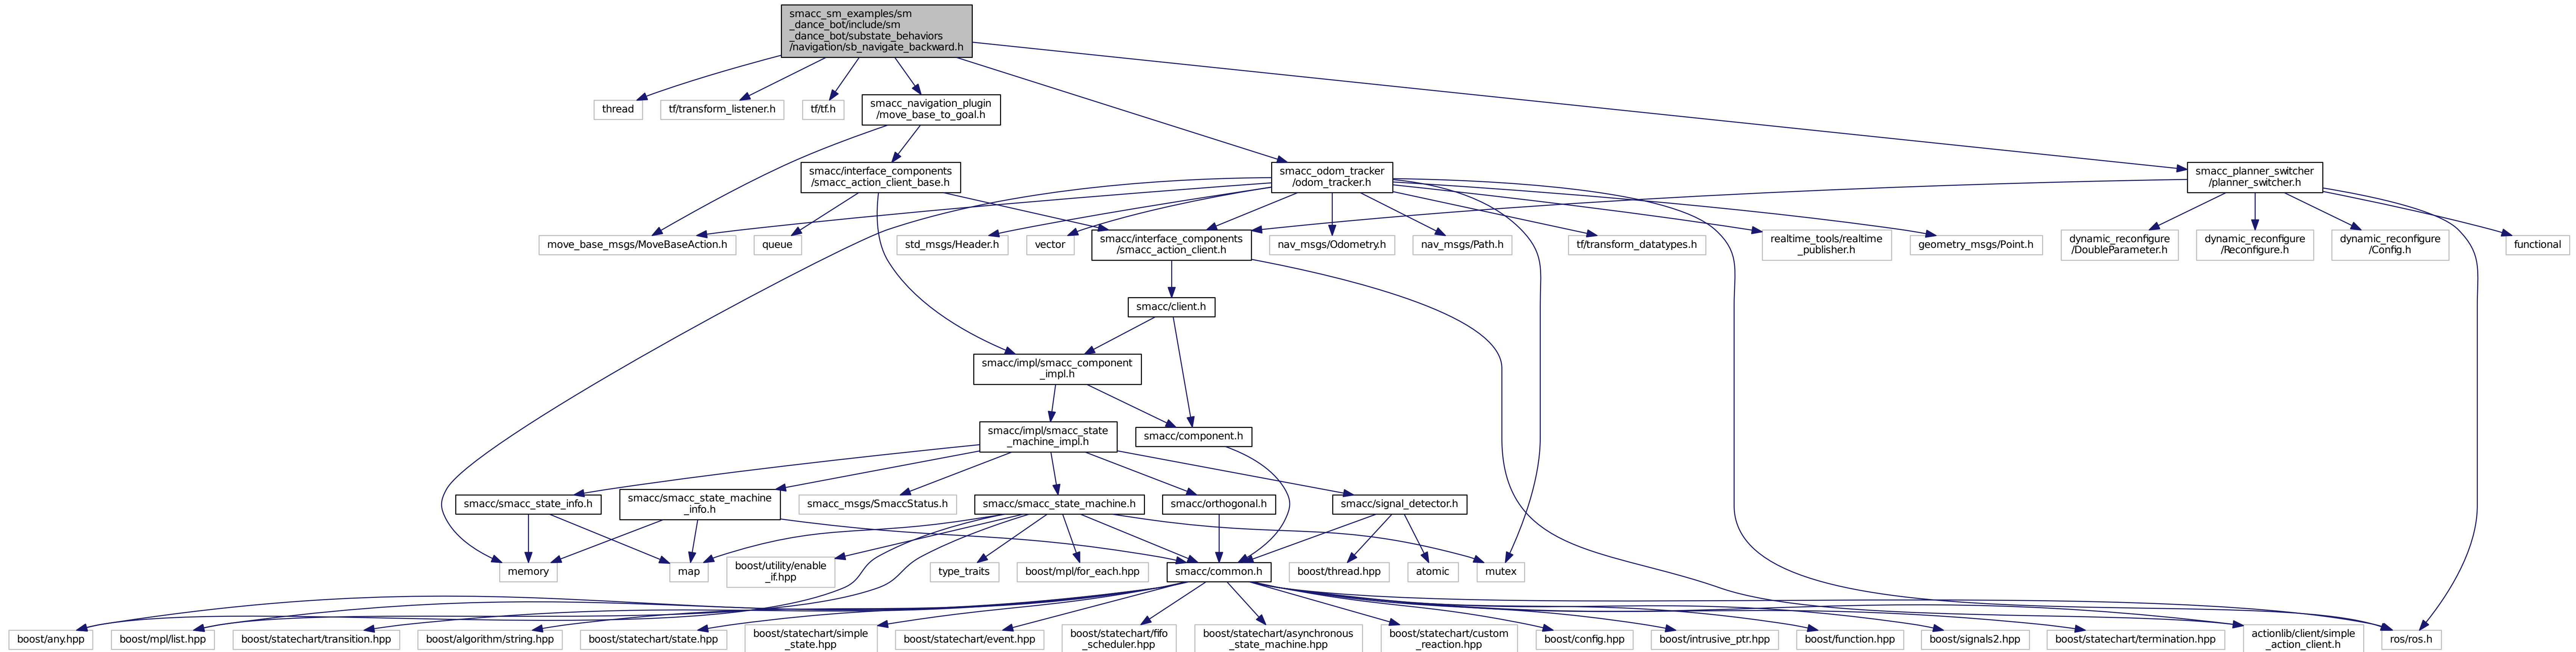 smacc_sm_examples/sm
_dance_bot/include/sm
_dance_bot/substate_behaviors
/navigation/sb_navigate_backward.h
thread
tf/transform_listener.h
tf/tf.h
smacc_navigation_plugin
/move_base_to_goal.h
smacc/interface_components
/smacc_action_client_base.h
smacc_odom_tracker
/odom_tracker.h
smacc_planner_switcher
/planner_switcher.h
move_base_msgs/MoveBaseAction.h
queue
std_msgs/Header.h
vector
smacc/interface_components
/smacc_action_client.h
nav_msgs/Odometry.h
nav_msgs/Path.h
tf/transform_datatypes.h
realtime_tools/realtime
_publisher.h
geometry_msgs/Point.h
dynamic_reconfigure
/DoubleParameter.h
dynamic_reconfigure
/Reconfigure.h
dynamic_reconfigure
/Config.h
functional
smacc/client.h
smacc/impl/smacc_component
_impl.h
smacc/impl/smacc_state
_machine_impl.h
smacc/component.h
smacc/smacc_state_info.h
smacc/smacc_state_machine
_info.h
smacc_msgs/SmaccStatus.h
smacc/smacc_state_machine.h
smacc/orthogonal.h
smacc/signal_detector.h
memory
map
boost/utility/enable
_if.hpp
type_traits
boost/mpl/for_each.hpp
smacc/common.h
boost/thread.hpp
atomic
mutex
boost/any.hpp
boost/mpl/list.hpp
boost/statechart/transition.hpp
boost/algorithm/string.hpp
boost/statechart/state.hpp
boost/statechart/simple
_state.hpp
boost/statechart/event.hpp
boost/statechart/fifo
_scheduler.hpp
boost/statechart/asynchronous
_state_machine.hpp
boost/statechart/custom
_reaction.hpp
boost/config.hpp
boost/intrusive_ptr.hpp
boost/function.hpp
boost/signals2.hpp
boost/statechart/termination.hpp
actionlib/client/simple
_action_client.h
ros/ros.h